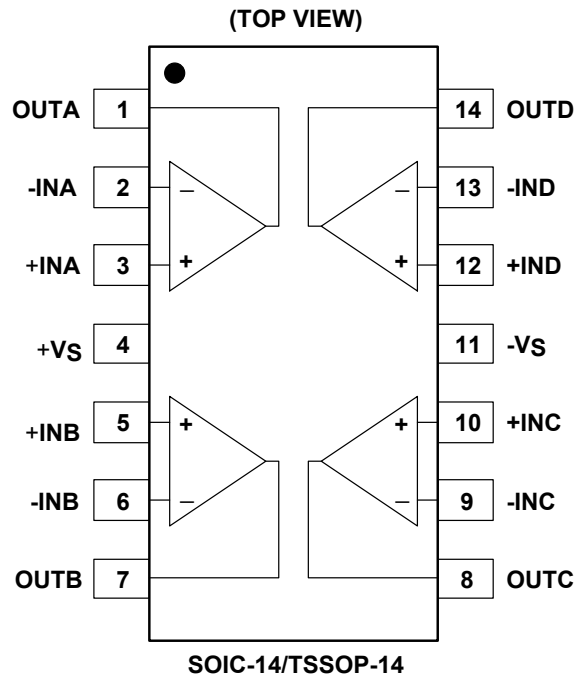 (TOP VIEW)
OUTA 1 14 OUTD
-INA 2 − − 13 -IND
+INA 3 + + 12 +IND
+VS 4 11 -VS
+INB 5 + + 10 +INC
-INB 6 − − 9 -INC
OUTB 7 8 OUTC
SOIC-14/TSSOP-14